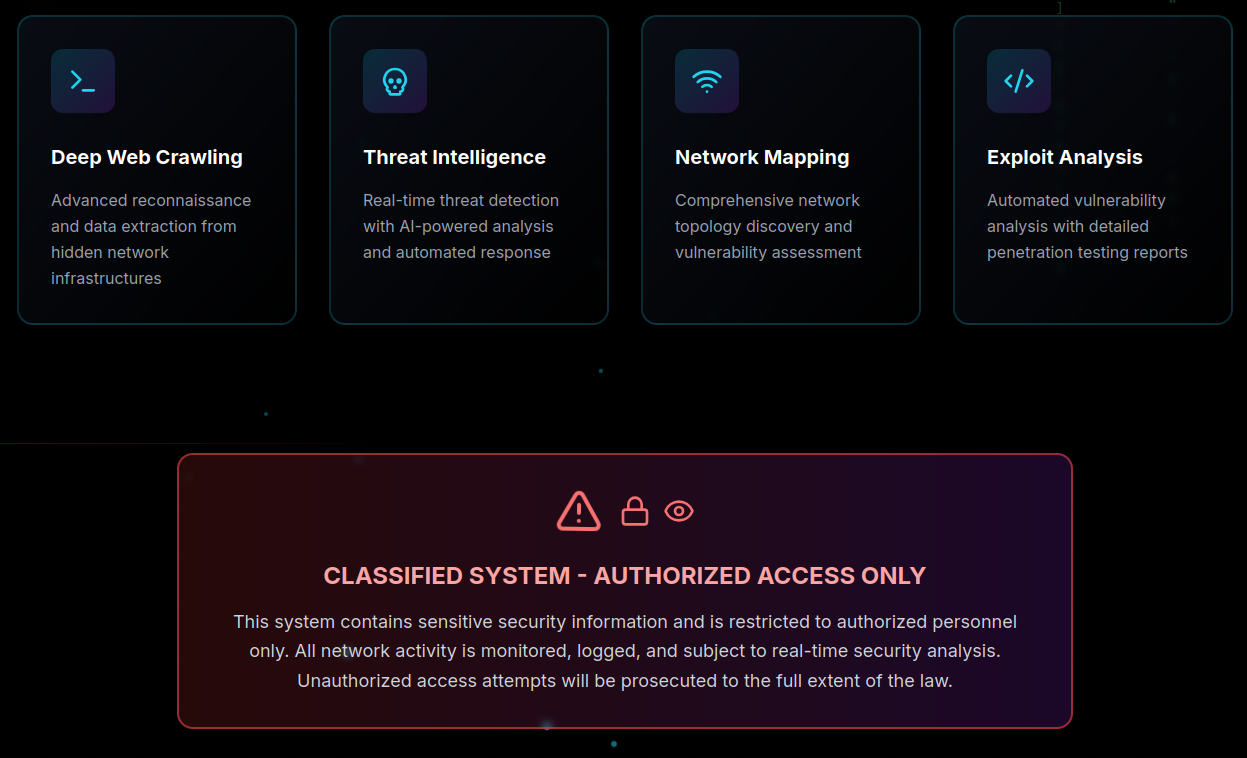 Deep Web Crawling
Advanced reconnaissance
and data extraction from
hidden network
infrastructures
Threat Intelligence
Real-time threat detection
with AI-powered analysis
and automated response
Network Mapping
Comprehensive network
topology discovery and
vulnerability assessment
Exploit Analysis
Automated vulnerability
analysis with detailed
penetration testing reports
CLASSIFIED SYSTEM - AUTHORIZED ACCESS ONLY
This system contains sensitive security information and is restricted to authorized personnel
only. All network activity is monitored, logged, and subject to real-time security analysis.
Unauthorized access attempts will be prosecuted to the full extent of the law.